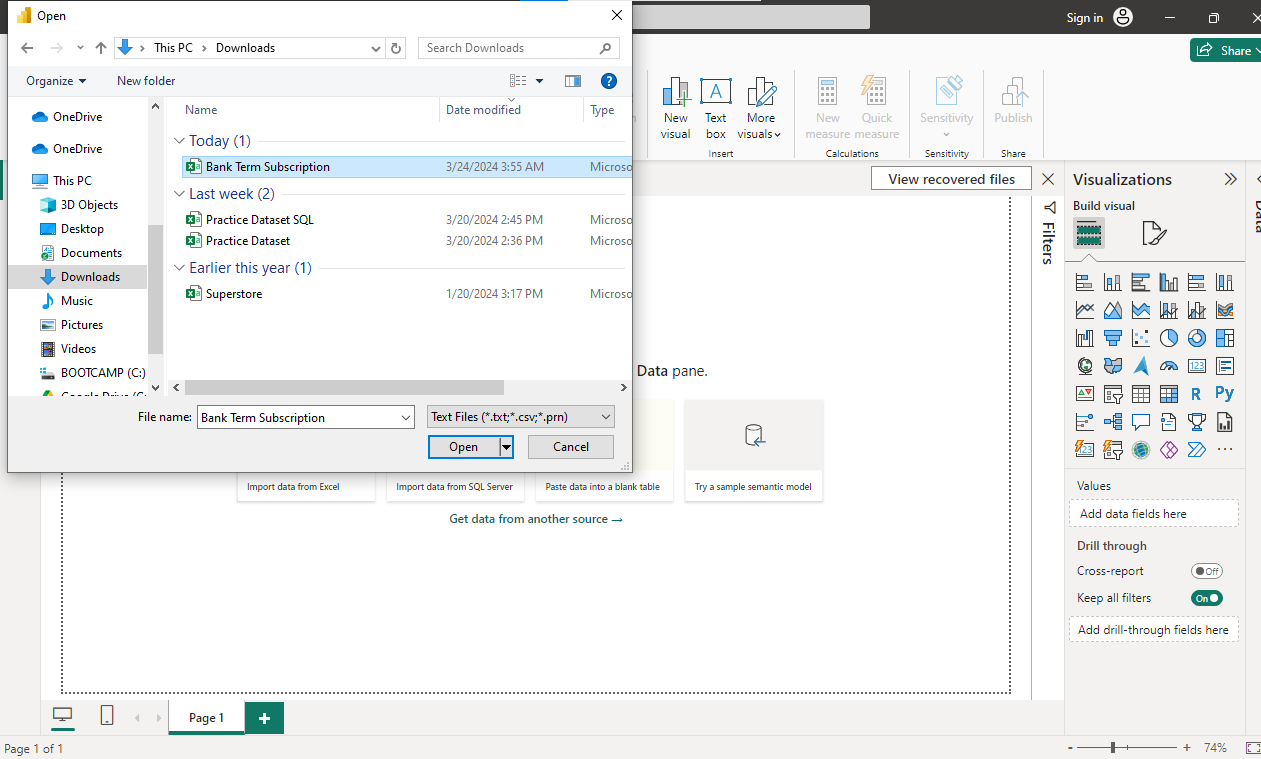 Open
Sign in
This PC
Downloads
Search Downloads
Share
Organize
New folder
OneDrive
OneDrive
This PC
3D Objects
Desktop
Documents
Downloads
Music
Pictures
Videos
BOOTCAMP (C:)
Name
Date modified
Type
Today (1)
Bank Term Subscription
3/24/2024 3:55 AM
Microso
Last week (2)
Practice Dataset SQL
3/20/2024 2:45 PM
Microso
Practice Dataset
3/20/2024 2:36 PM
Microso
Earlier this year (1)
Superstore
1/20/2024 3:17 PM
Microso
File name:
Bank Term Subscription
Text Files (*.txt;*.csv;*.prn)
Open
Cancel
New
visual
Text
box
More
visuals
Insert
New
measure
Quick
measure
Calculations
Sensitivity
Sensitivity
Publish
Share
View recovered files
Filters
Data pane.
Import data from Excel
Import data from SQL Server
Paste data into a blank table
Try a sample semantic model
Get data from another source →
Visualizations
Data
Build visual
123
R
Py
123
Values
Add data fields here
Drill through
Cross-report
Off
Keep all filters
On
Add drill-through fields here
Page 1
+
Page 1 of 1
- + 74%